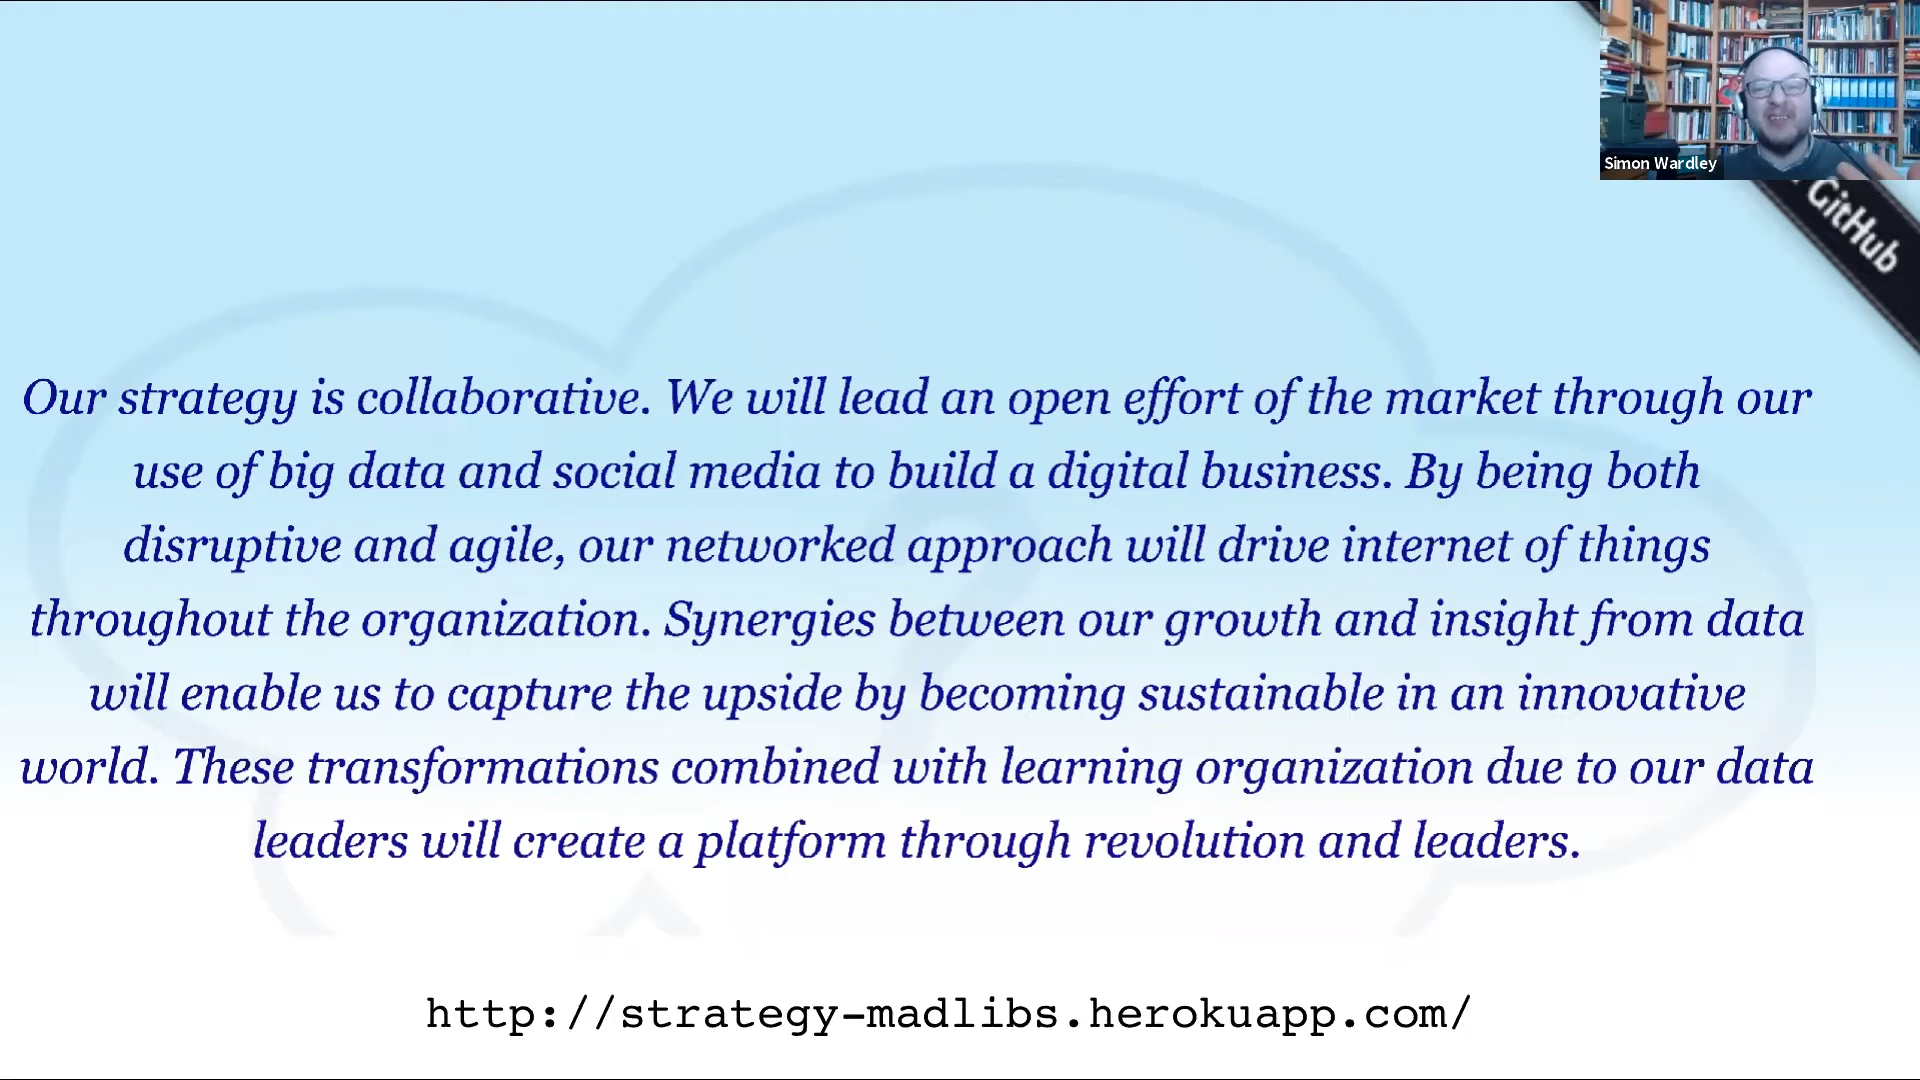 Simon Wardley
GitHub
Our strategy is collaborative. We will lead an open effort of the market through our
use of big data and social media to build a digital business. By being both
disruptive and agile, our networked approach will drive internet of things
throughout the organization. Synergies between our growth and insight from data
will enable us to capture the upside by becoming sustainable in an innovative
world. These transformations combined with learning organization due to our data
leaders will create a platform through revolution and leaders.
http://strategy-madlibs.herokuapp.com/